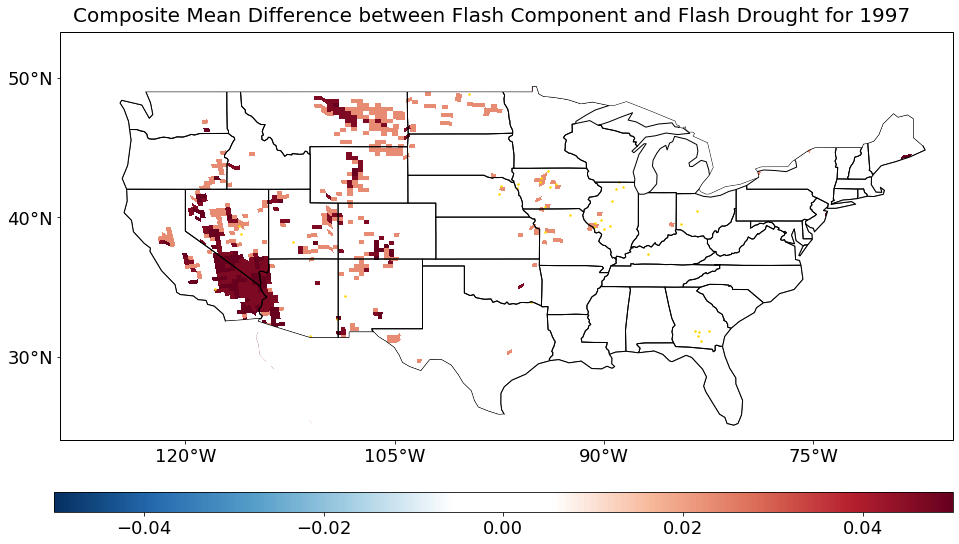 Composite Mean Difference between Flash Component and Flash Drought for 1997
50°N
40°N
30°N
120°W 105°W 90°W 75°W
−0.04 −0.02 0.00 0.02 0.04